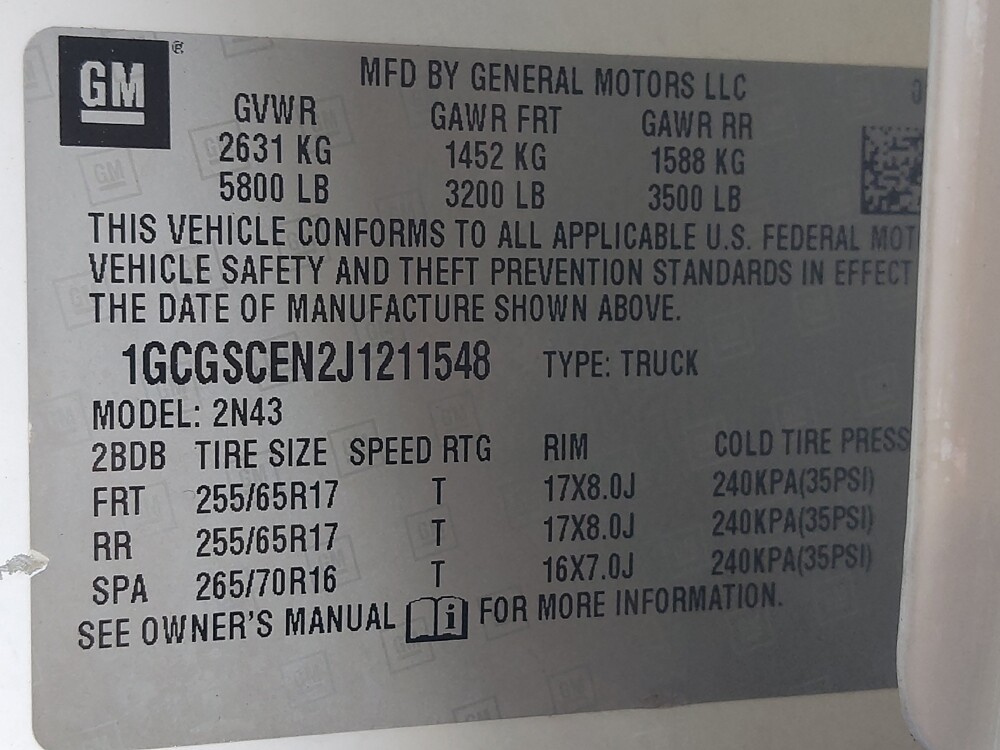 GM
MFD BY GENERAL MOTORS LLC
GVWR GAWR FRT GAWR RR
2631 KG 1452 KG 1588 KG
5800 LB 3200 LB 3500 LB
THIS VEHICLE CONFORMS TO ALL APPLICABLE U.S. FEDERAL MOT
VEHICLE SAFETY AND THEFT PREVENTION STANDARDS IN EFFECT
THE DATE OF MANUFACTURE SHOWN ABOVE.
1GCGSCEN2J1211548 TYPE: TRUCK
MODEL: 2N43
2BDB TIRE SIZE SPEED RTG RIM COLD TIRE PRESS
FRT 255/65R17 T 17X8.0J 240KPA(35PSI)
RR 255/65R17 T 17X8.0J 240KPA(35PSI)
SPA 265/70R16 T 16X7.0J 240KPA(35PSI)
SEE OWNER'S MANUAL i FOR MORE INFORMATION.